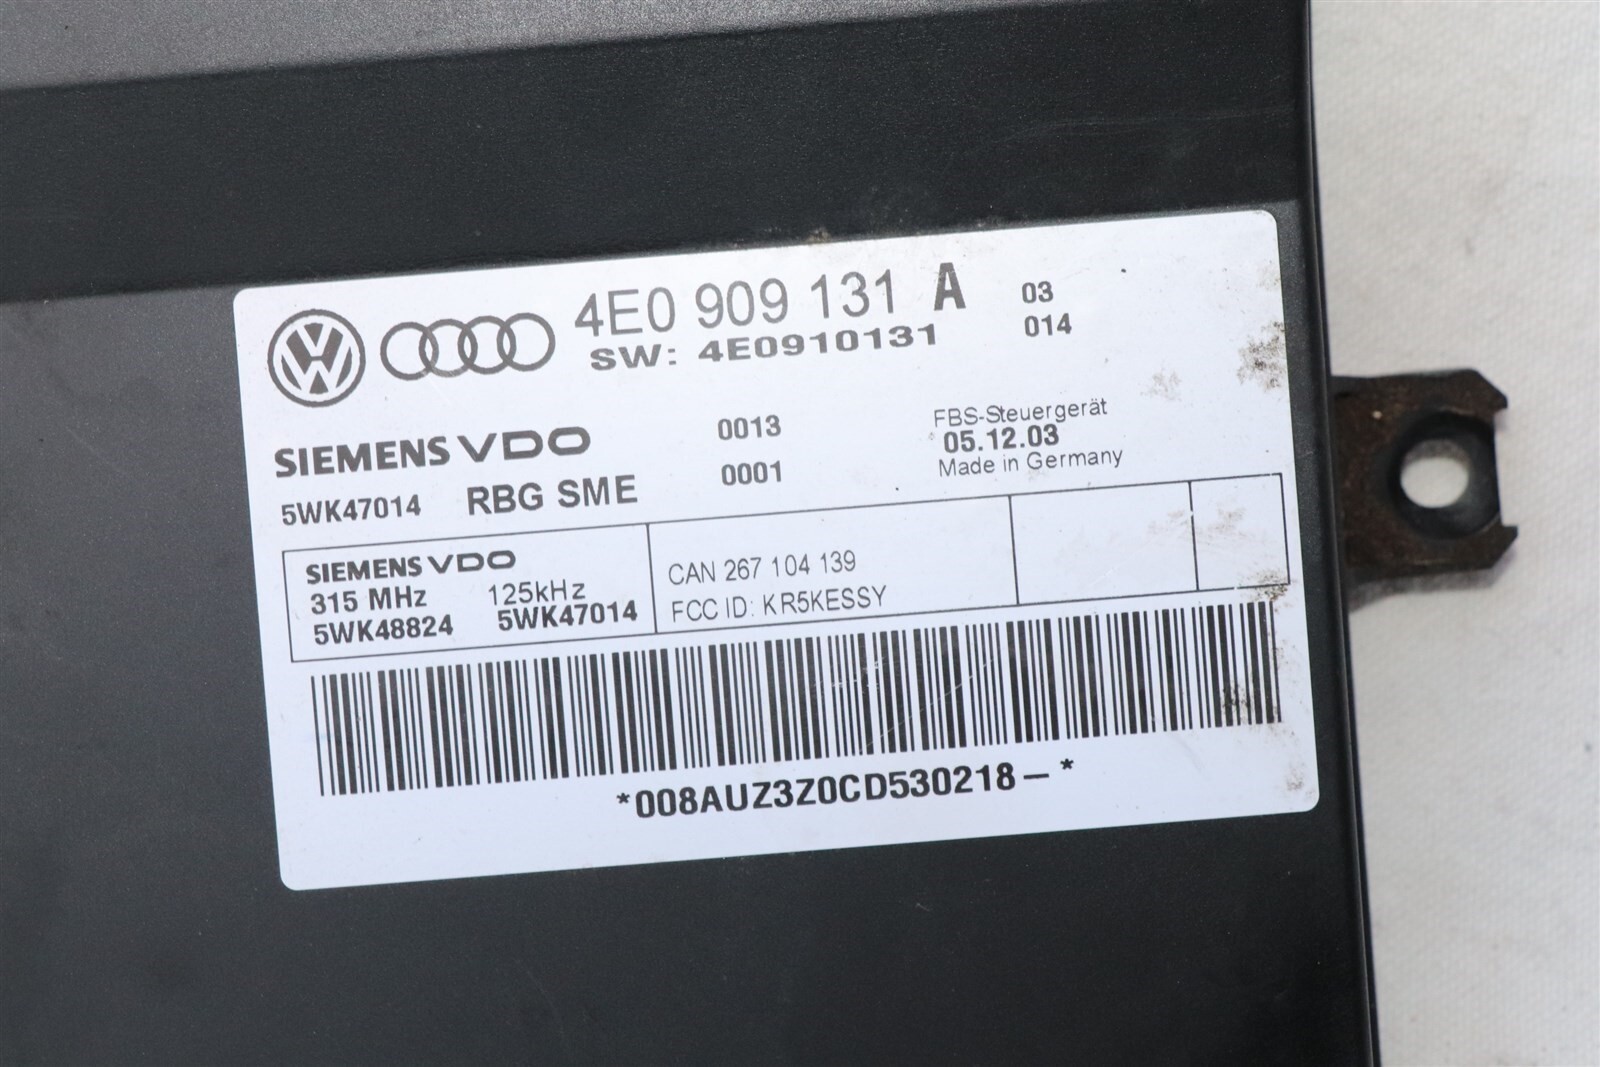 4E0 909 131 A 03
SW: 4E0910131 014
SIEMENS VDO 0013 FBS-Steuergerät
05.12.03
5WK47014 RBG SME 0001 Made in Germany
SIEMENS VDO
315 MHz 125kHz
5WK48824 5WK47014
CAN 267 104 139
FCC ID: KR5KESSY
*008AUZ3Z0CD530218– *